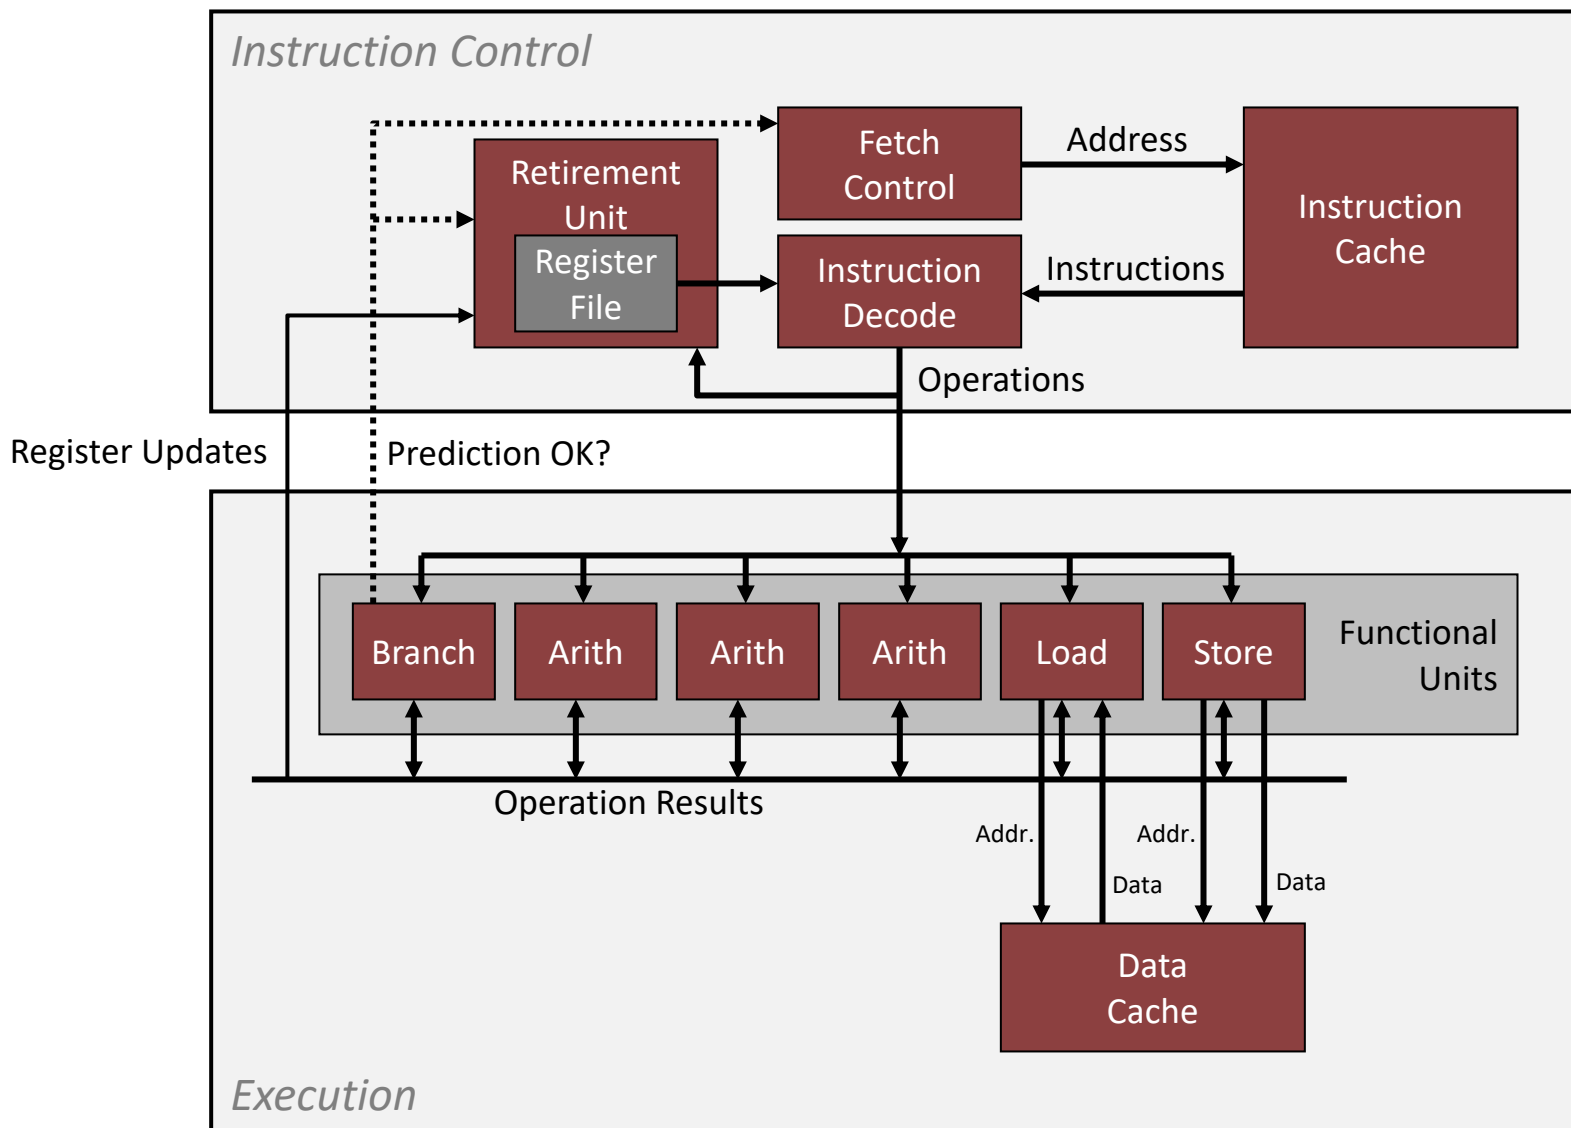 Instruction Control
Fetch
Control
Address
Instruction
Cache
Retirement
Unit
Register
File
Instruction
Decode
Instructions
Operations
Register Updates
Prediction OK?
Branch
Arith
Arith
Arith
Load
Store
Functional
Units
Operation Results
Addr.
Addr.
Data
Data
Data
Cache
Execution